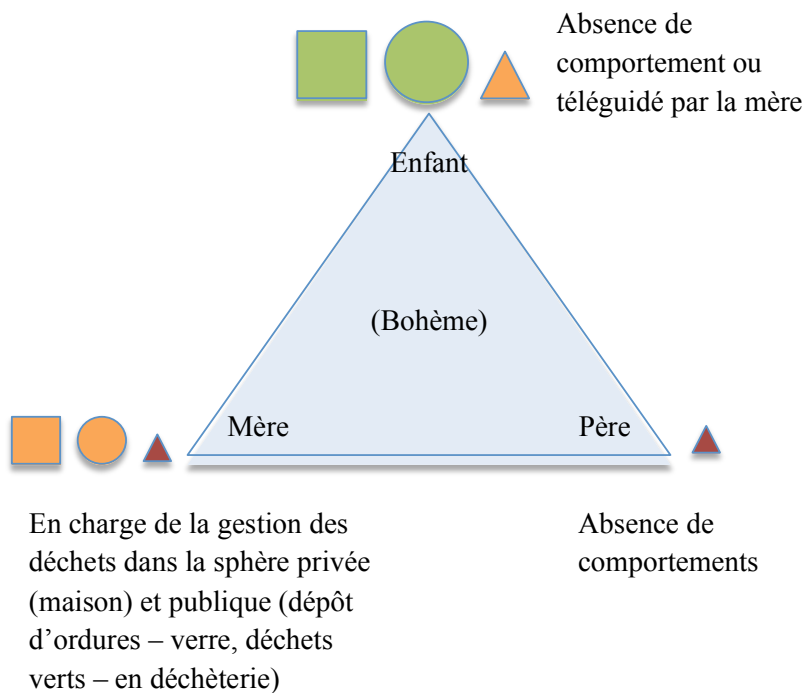 Absence de
comportement ou
téléguidé par la mère
Enfant
(Bohème)
Mère
Père
En charge de la gestion des
déchets dans la sphère privée
(maison) et publique (dépôt
d’ordures – verre, déchets
verts – en déchèterie)
Absence de
comportements